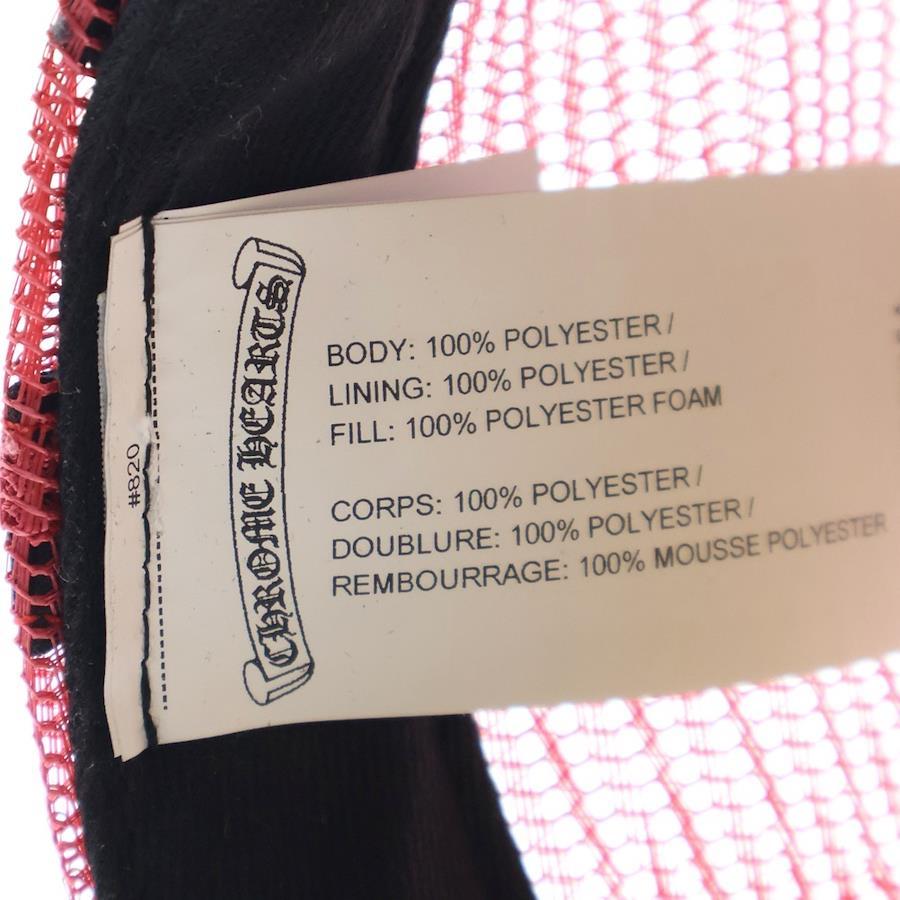 #820
CHROME HEARTS
BODY: 100% POLYESTER /
LINING: 100% POLYESTER /
FILL: 100% POLYESTER FOAM
CORPS: 100% POLYESTER /
DOUBLURE: 100% POLYESTER /
REMBOURRAGE: 100% MOUSSE POLYESTER